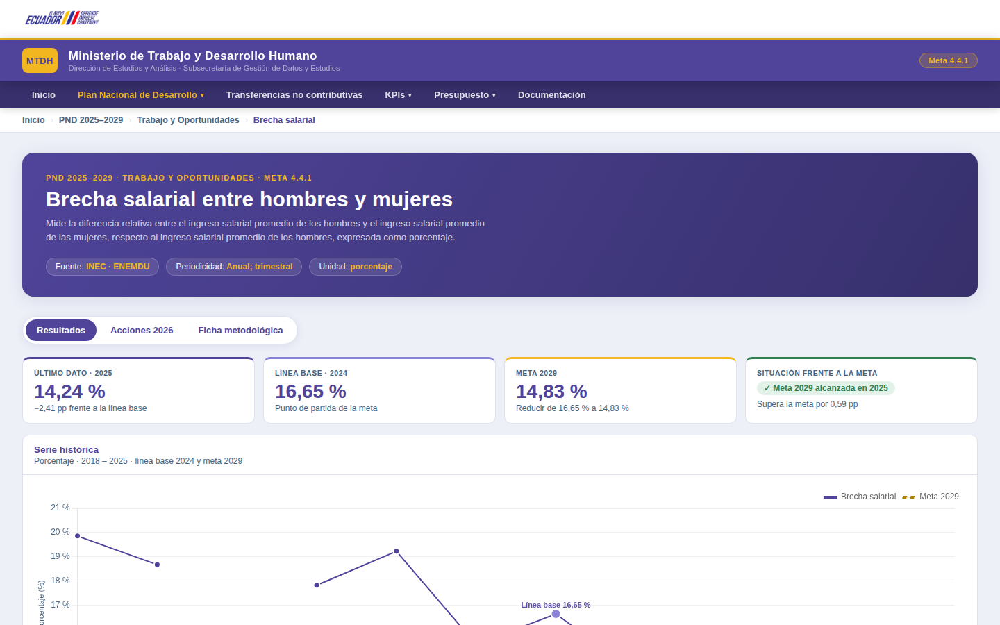 EL NUEVO
ECUADOR
DEFIENDE
IMPULSA
CONSTRUYE
MTDH
Ministerio de Trabajo y Desarrollo Humano
Dirección de Estudios y Análisis · Subsecretaría de Gestión de Datos y Estudios
Meta 4.4.1
Inicio Plan Nacional de Desarrollo ▾ Transferencias no contributivas KPIs ▾ Presupuesto ▾ Documentación
Inicio › PND 2025–2029 › Trabajo y Oportunidades › Brecha salarial
PND 2025–2029 · TRABAJO Y OPORTUNIDADES · META 4.4.1
Brecha salarial entre hombres y mujeres
Mide la diferencia relativa entre el ingreso salarial promedio de los hombres y el ingreso salarial promedio
de las mujeres, respecto al ingreso salarial promedio de los hombres, expresada como porcentaje.
Fuente: INEC · ENEMDU Periodicidad: Anual; trimestral Unidad: porcentaje
Resultados Acciones 2026 Ficha metodológica
ÚLTIMO DATO · 2025
14,24 %
−2,41 pp frente a la línea base
LÍNEA BASE · 2024
16,65 %
Punto de partida de la meta
META 2029
14,83 %
Reducir de 16,65 % a 14,83 %
SITUACIÓN FRENTE A LA META
✓ Meta 2029 alcanzada en 2025
Supera la meta por 0,59 pp
Serie histórica
Porcentaje · 2018 – 2025 · línea base 2024 y meta 2029
Brecha salarial Meta 2029
21 %
20 %
19 %
18 %
17 %
Línea base 16,65 %
orcentaje (%)